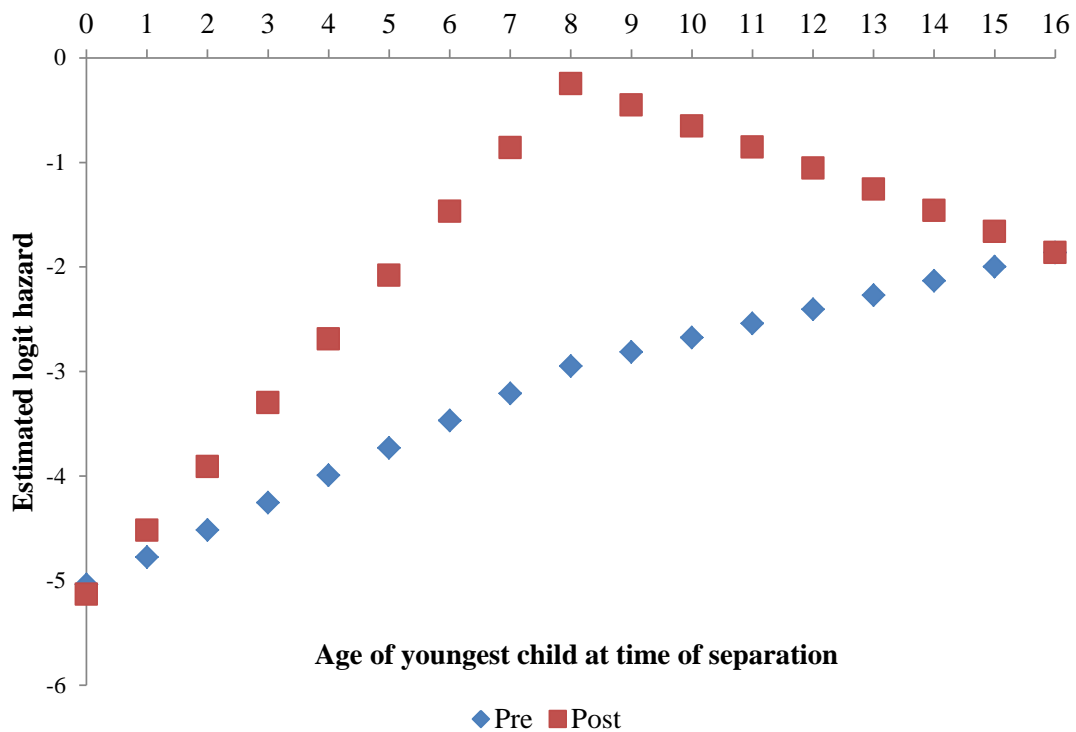 0 1 2 3 4 5 6 7 8 9 10 11 12 13 14 15 16
0
-1
-2
-3
-4
-5
-6
Estimated logit hazard
Age of youngest child at time of separation
Pre Post